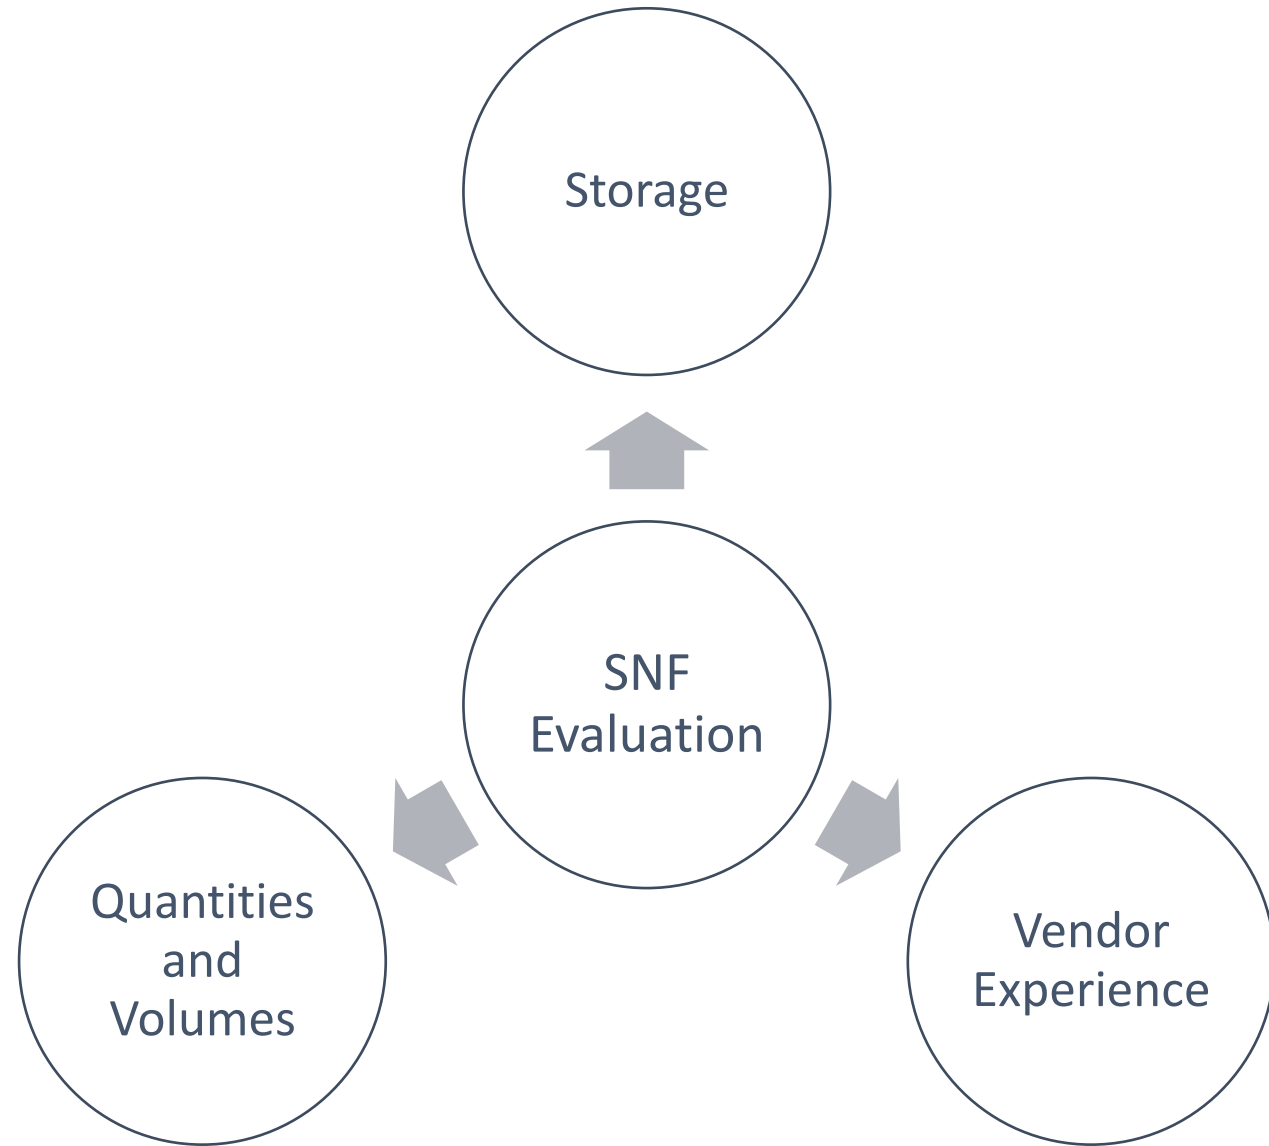 Storage
SNF
Evaluation
Quantities
and
Volumes
Vendor
Experience